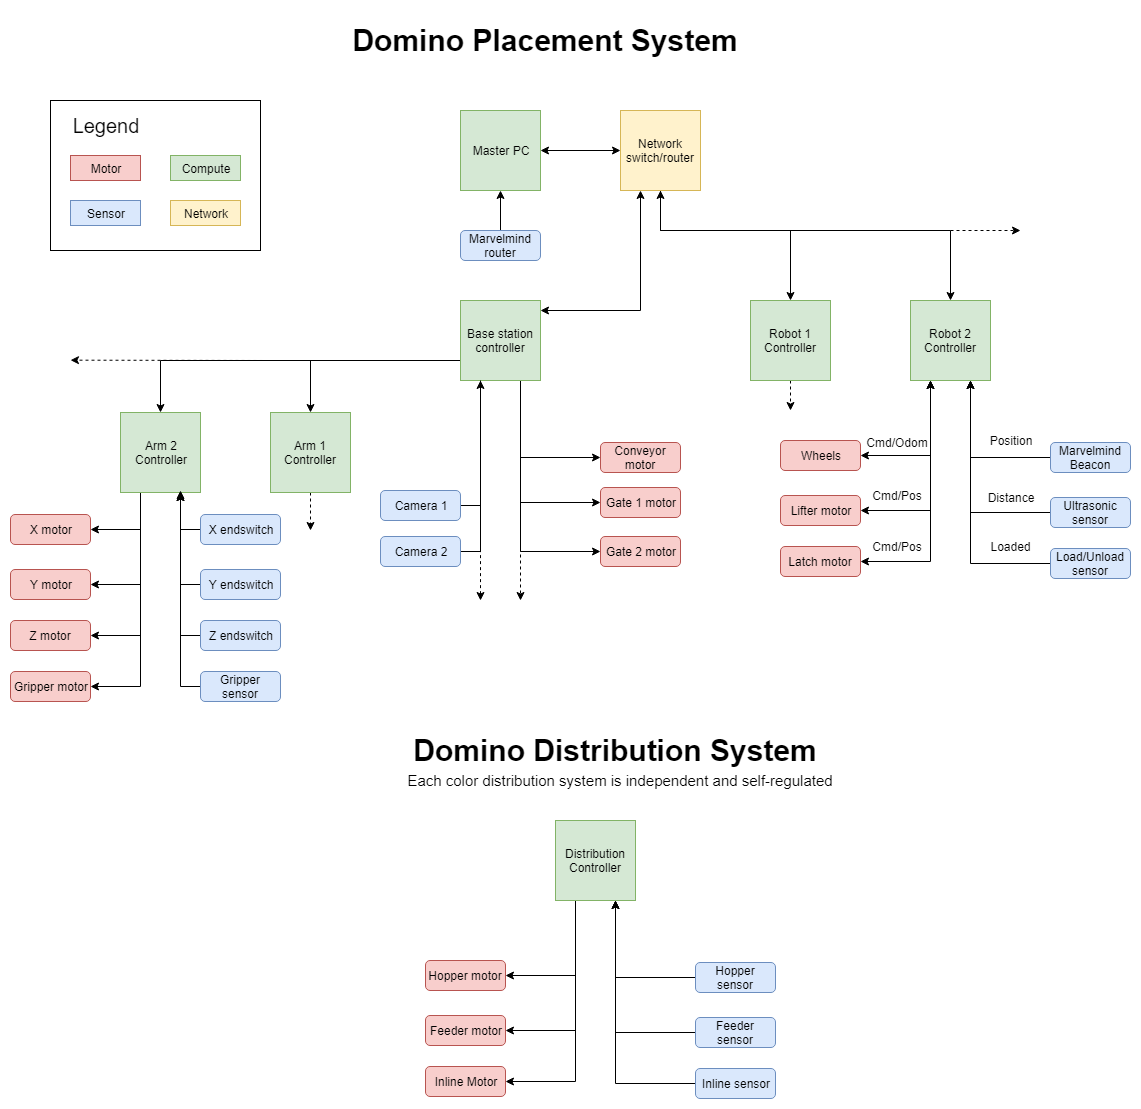 Domino Placement System
Legend
Motor
Compute
Sensor
Network
Master PC
Network
switch/router
Marvelmind
router
Base station
controller
Robot 1
Controller
Robot 2
Controller
Arm 2
Controller
Arm 1
Controller
Conveyor
motor
Gate 1 motor
Gate 2 motor
Camera 1
Camera 2
Wheels
Cmd/Odom
Lifter motor
Cmd/Pos
Latch motor
Cmd/Pos
Position
Marvelmind
Beacon
Distance
Ultrasonic
sensor
Loaded
Load/Unload
sensor
X motor
X endswitch
Y motor
Y endswitch
Z motor
Z endswitch
Gripper motor
Gripper
sensor
Domino Distribution System
Each color distribution system is independent and self-regulated
Distribution
Controller
Hopper motor
Hopper
sensor
Feeder motor
Feeder
sensor
Inline Motor
Inline sensor